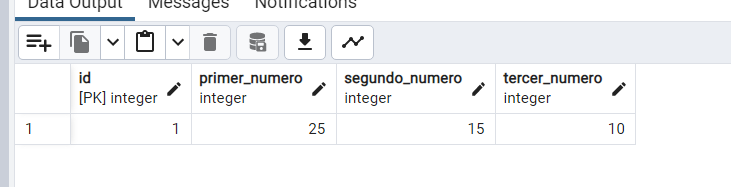 Data Output Messages Notifications
id primer_numero segundo_numero tercer_numero
[PK] integer integer integer integer
1 1 25 15 10